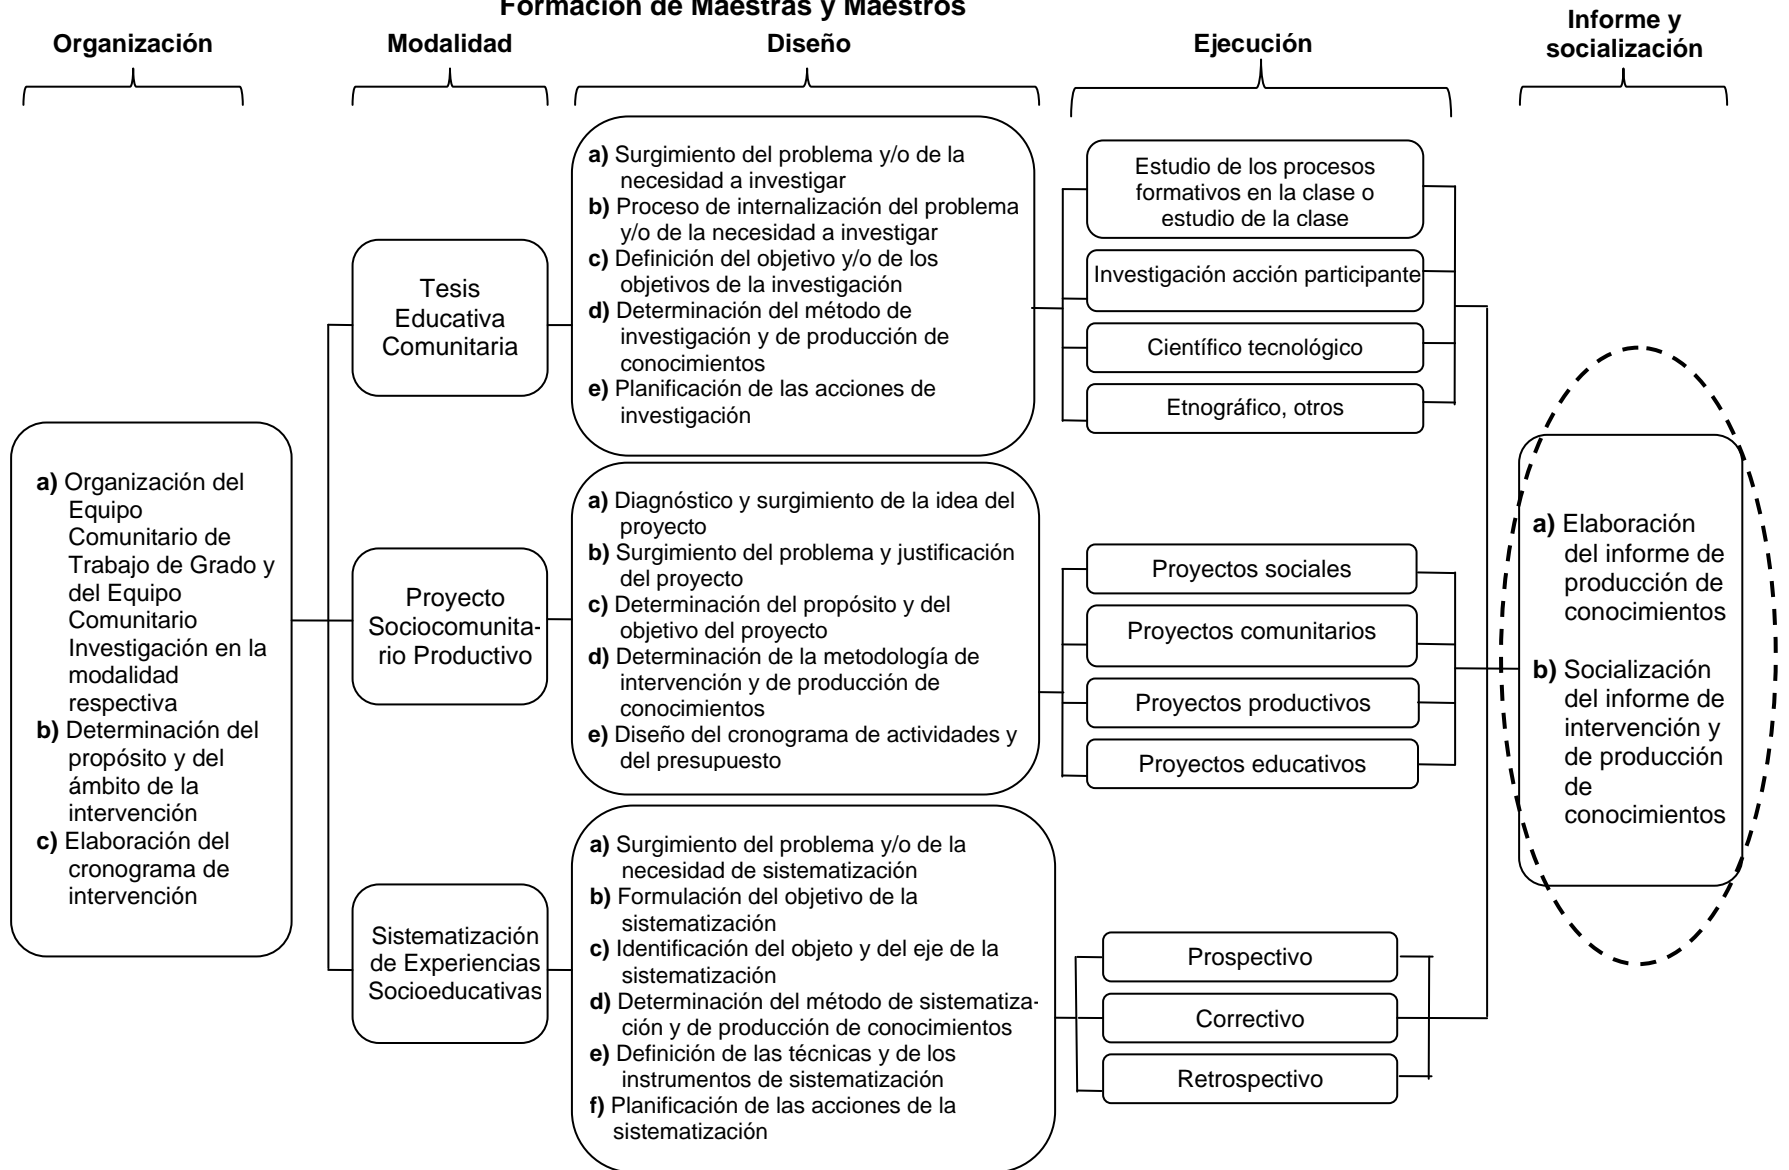 Formación de Maestras y Maestros
Organización
Modalidad
Diseño
Ejecución
Informe y
socialización
a) Organización del
Equipo
Comunitario de
Trabajo de Grado y
del Equipo
Comunitario
Investigación en la
modalidad
respectiva
b) Determinación del
propósito y del
ámbito de la
intervención
c) Elaboración del
cronograma de
intervención
Tesis
Educativa
Comunitaria
a) Surgimiento del problema y/o de la
necesidad a investigar
b) Proceso de internalización del problema
y/o de la necesidad a investigar
c) Definición del objetivo y/o de los
objetivos de la investigación
d) Determinación del método de
investigación y de producción de
conocimientos
e) Planificación de las acciones de
investigación
Estudio de los procesos
formativos en la clase o
estudio de la clase
Investigación acción participante
Científico tecnológico
Etnográfico, otros
Proyecto
Sociocomunita-
rio Productivo
a) Diagnóstico y surgimiento de la idea del
proyecto
b) Surgimiento del problema y justificación
del proyecto
c) Determinación del propósito y del
objetivo del proyecto
d) Determinación de la metodología de
intervención y de producción de
conocimientos
e) Diseño del cronograma de actividades y
del presupuesto
Proyectos sociales
Proyectos comunitarios
Proyectos productivos
Proyectos educativos
Sistematización
de Experiencias
Socioeducativas
a) Surgimiento del problema y/o de la
necesidad de sistematización
b) Formulación del objetivo de la
sistematización
c) Identificación del objeto y del eje de la
sistematización
d) Determinación del método de sistematiza-
ción y de producción de conocimientos
e) Definición de las técnicas y de los
instrumentos de sistematización
f) Planificación de las acciones de la
sistematización
Prospectivo
Correctivo
Retrospectivo
a) Elaboración
del informe de
producción de
conocimientos
b) Socialización
del informe de
intervención y
de producción
de
conocimientos